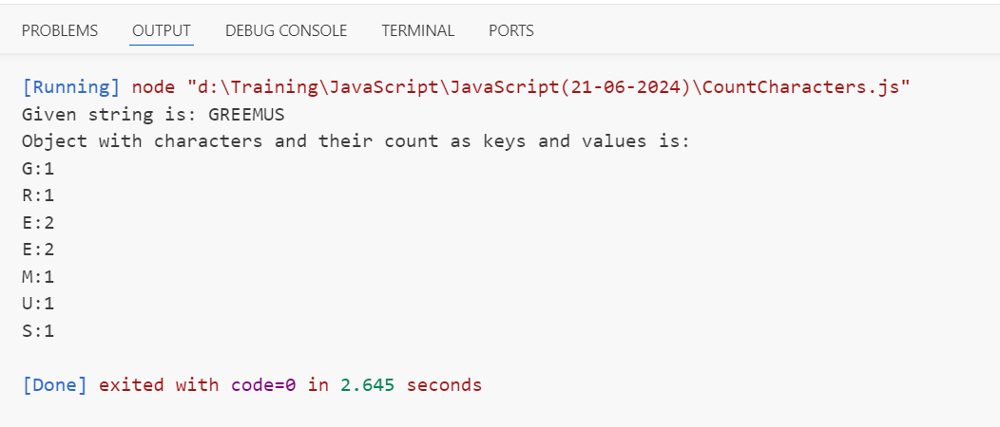 PROBLEMS OUTPUT DEBUG CONSOLE TERMINAL PORTS
[Running] node "d:\Training\JavaScript\JavaScript(21-06-2024)\CountCharacters.js"
Given string is: GREEMUS
Object with characters and their count as keys and values is:
G:1
R:1
E:2
E:2
M:1
U:1
S:1
[Done] exited with code=0 in 2.645 seconds